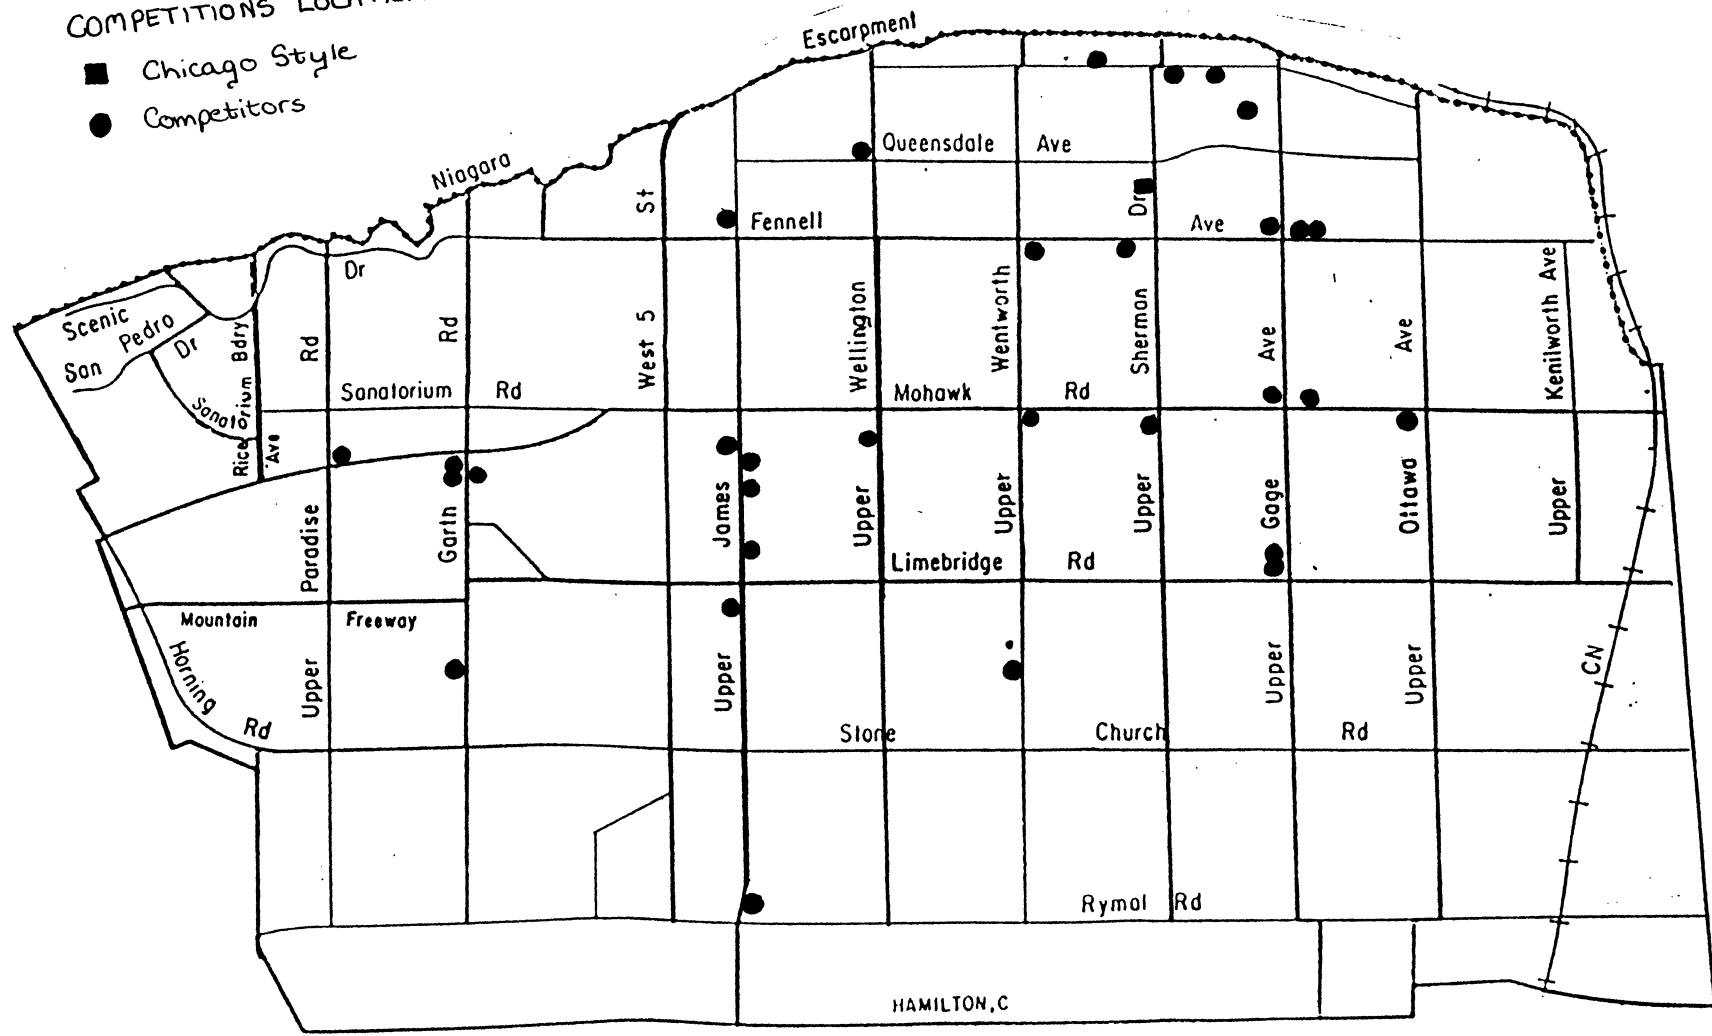 COMPETITIONS
Chicago Style
Competitors
Escarpment
Niagara
Queensdale Ave
St
Dr
Fennell Ave
Dr
Scenic
San Pedro
Dr
Sanatorium
Bdry
Rice
Ave
Rd
Rd
West 5
Wellington
Wentworth
Sherman
Ave
Ave
Kenilworth Ave
Sanatorium Rd
Mohawk Rd
Paradise
Garth
James
Upper
Upper
Upper
Gage
Ottawa
Upper
Limebridge Rd
Mountain Freeway
Horning
Rd
Upper
Upper
Upper
Upper
CN
Stone Church Rd
Rymal Rd
HAMILTON, C